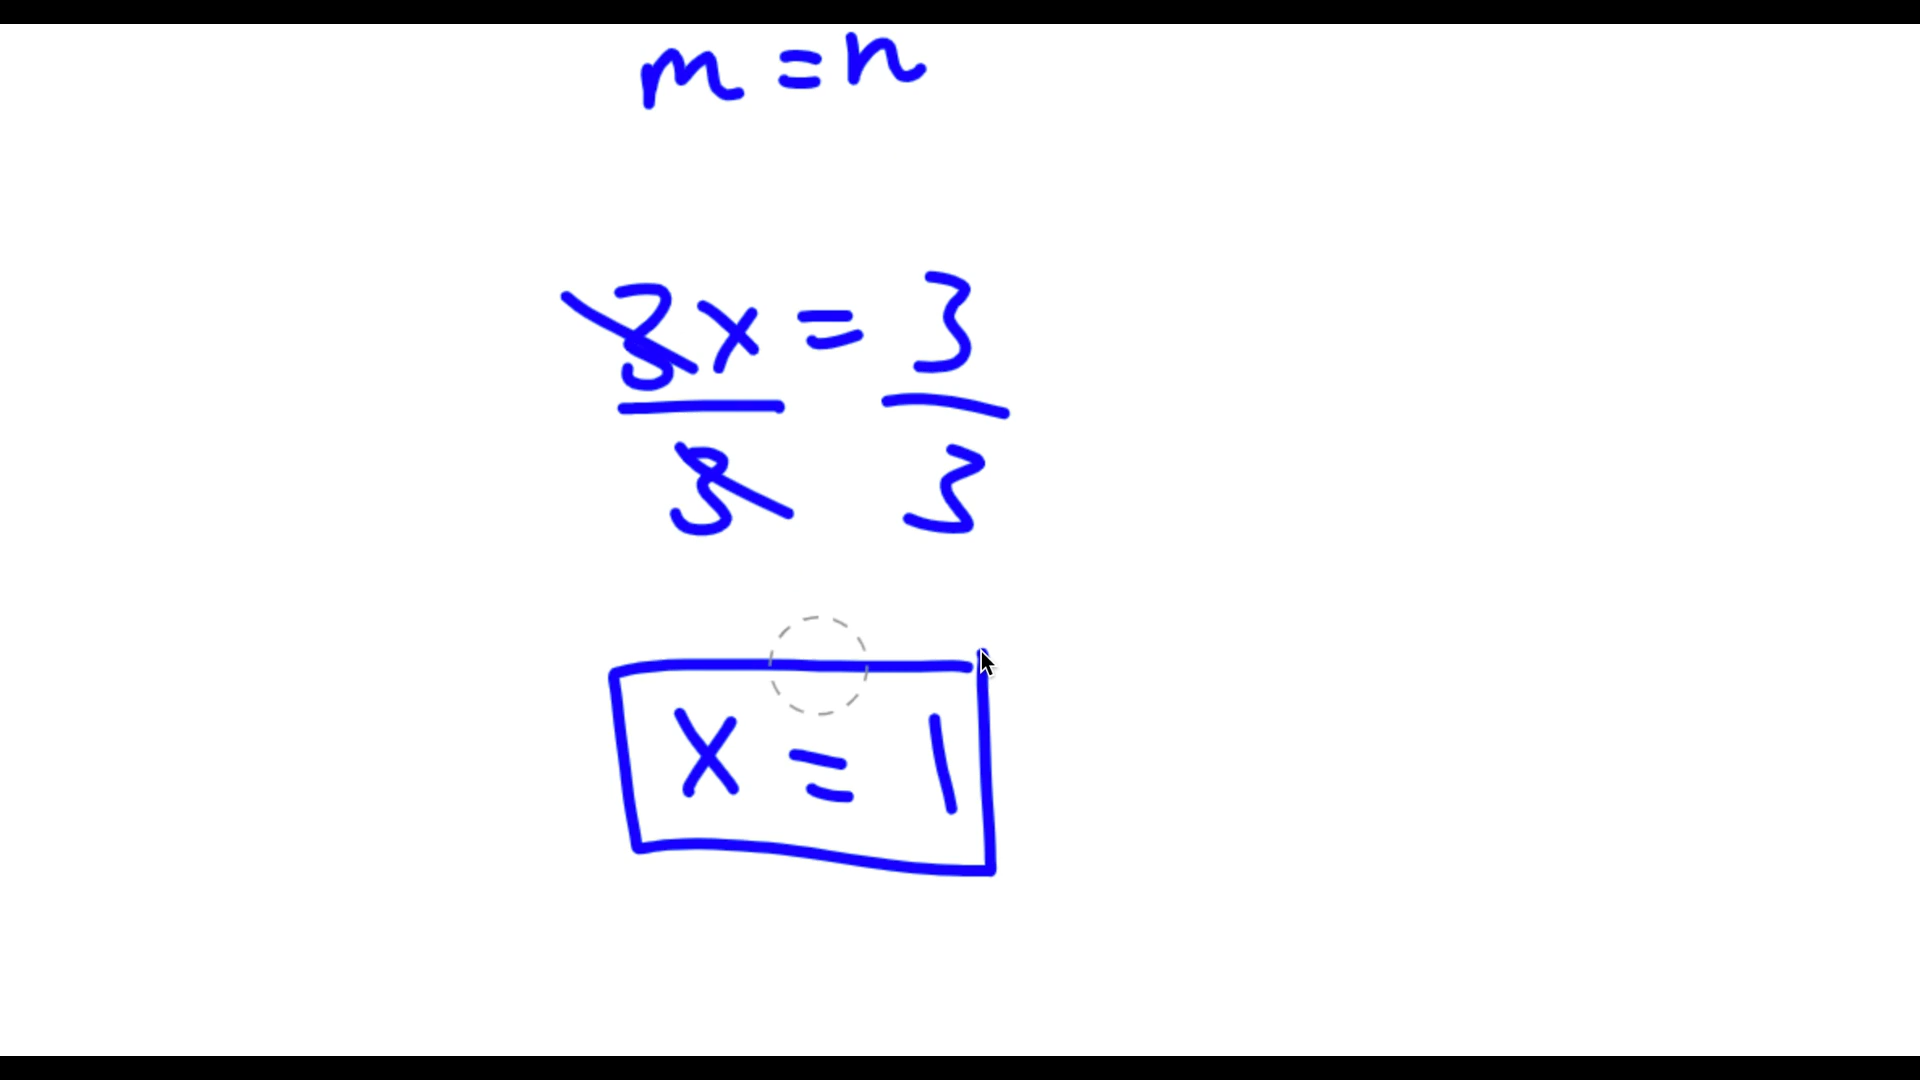 m = n
3x = 3
3 3
x = 1